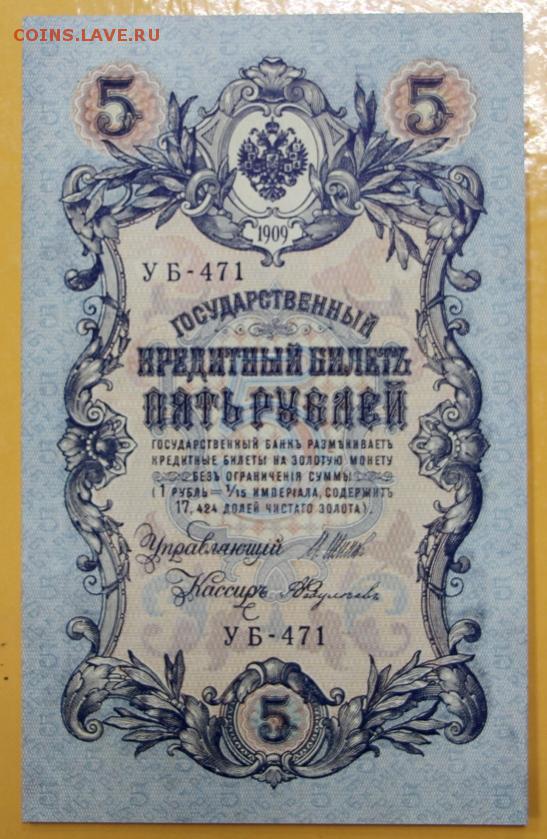 COINS.LAVE.RU
5 5
1909
УБ-471
ГОСУДАРСТВЕННЫЙ
КРЕДИТНЫЙ БИЛЕТЪ
ПЯТЬ РУБЛЕЙ
ГОСУДАРСТВЕННЫЙ БАНКЪ РАЗМѢНИВАЕТЪ
КРЕДИТНЫЕ БИЛЕТЫ НА ЗОЛОТУЮ МОНЕТУ
БЕЗЪ ОГРАНИЧЕНІЯ СУММЫ
(1 РУБЛЬ = 1/15 ИМПЕРІАЛА, СОДЕРЖИТЪ
17,424 ДОЛЕЙ ЧИСТАГО ЗОЛОТА).
Управляющій
Кассиръ
УБ-471
5